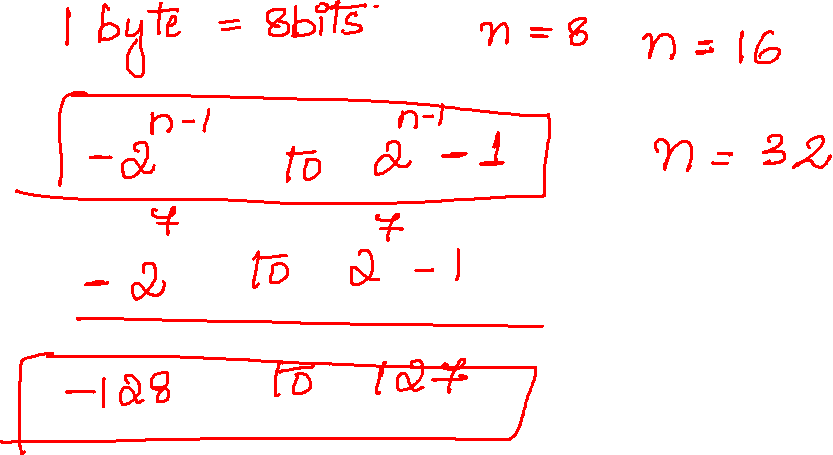 1 byte = 8bits n = 8 n = 16
-2^{n-1} to 2^{n-1} - 1 n = 32
-2^7 to 2^7 - 1
-128 to 127